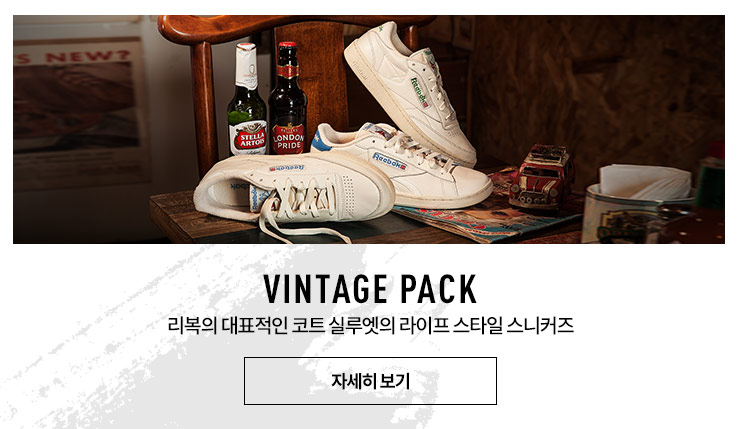 S NEW?
STELLA
ARTOIS
LONDON
PRIDE
Reebok
Reebok
Reebok
VINTAGE PACK
리복의 대표적인 코트 실루엣의 라이프 스타일 스니커즈
자세히 보기